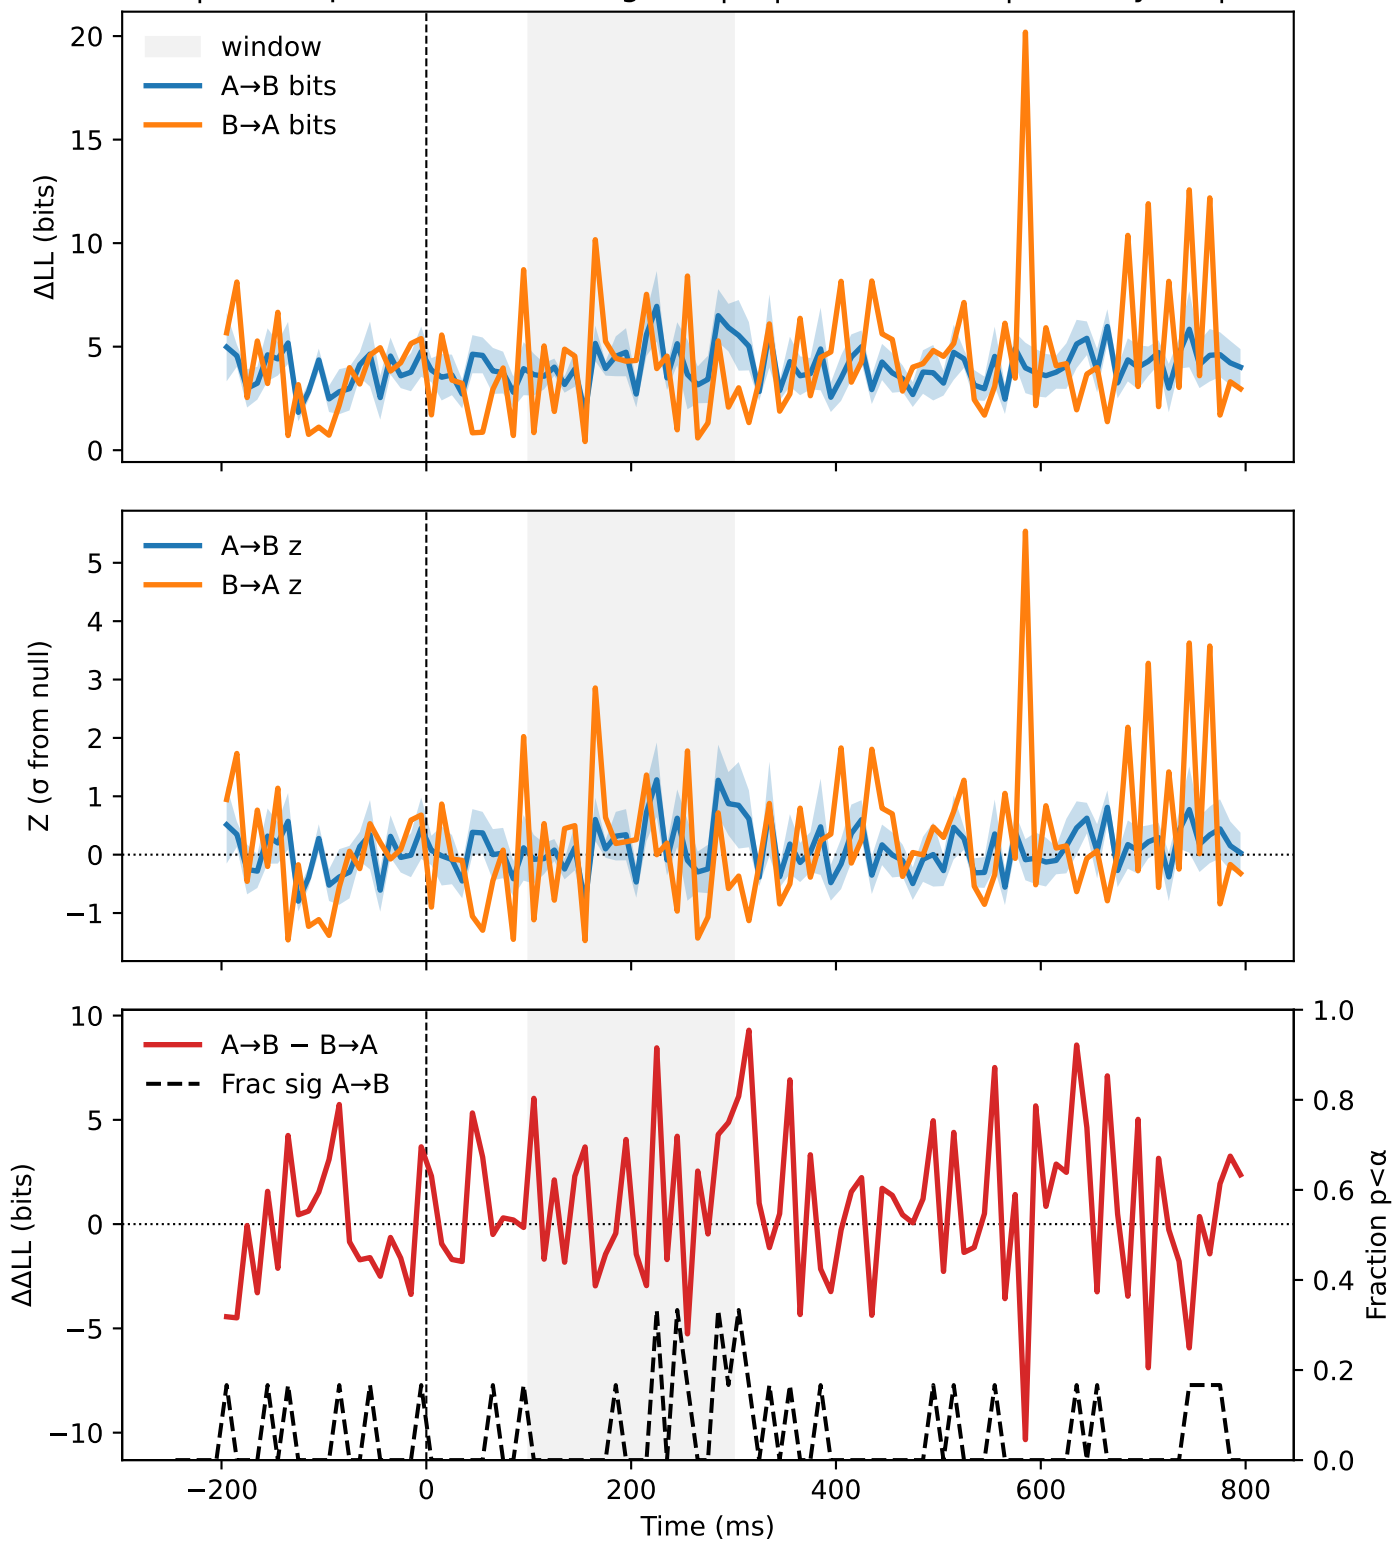 window
A→B bits
B→A bits
ΔLL (bits)
20
15
10
5
0
A→B z
B→A z
Z (σ from null)
5
4
3
2
1
0
−1
A→B − B→A
Frac sig A→B
ΔΔLL (bits)
10
5
0
−5
−10
1.0
0.8
0.6
0.4
0.2
0.0
Fraction p<α
−200
0
200
400
600
800
Time (ms)